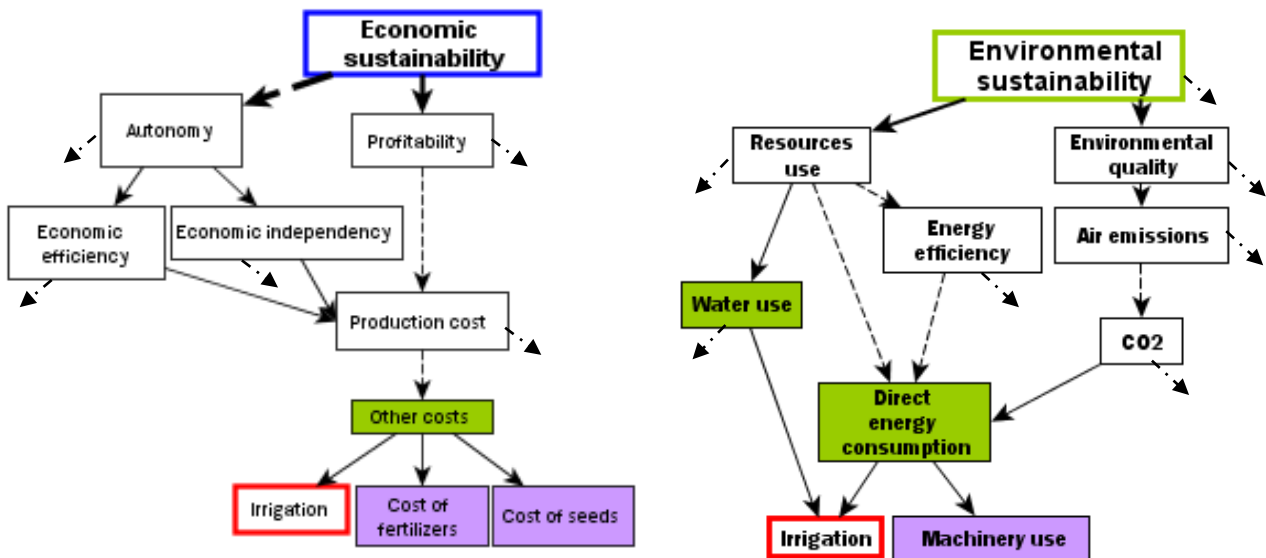 Economic
sustainability
Autonomy
Profitability
Economic
efficiency
Economic independency
Production cost
Other costs
Irrigation
Cost of
fertilizers
Cost of seeds
Environmental
sustainability
Resources
use
Environmental
quality
Energy
efficiency
Air emissions
Water use
CO2
Direct
energy
consumption
Irrigation
Machinery use